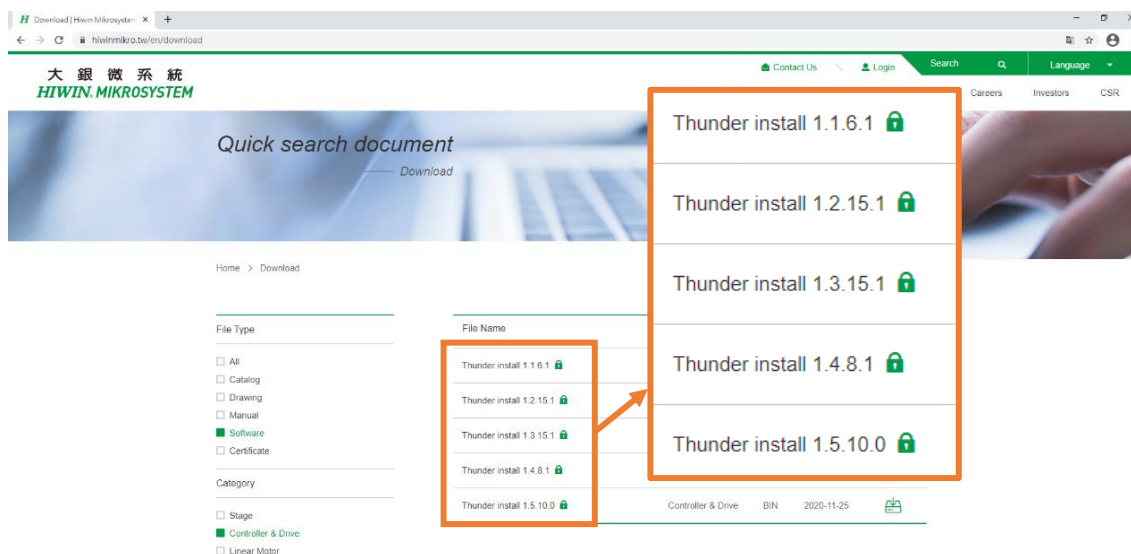 H Download | Hiwin Mikrosystem × +
hiwinmikro.tw/en/download
Contact Us \ Login Search Language
大銀微系統
HIWIN® MIKROSYSTEM
Careers Investors CSR
Quick search document
Download
Home > Download
File Type
All
Catalog
Drawing
Manual
Software
Certificate
Category
Stage
Controller & Drive
Linear Motor
File Name
Thunder install 1.1.6.1
Thunder install 1.2.15.1
Thunder install 1.3.15.1
Thunder install 1.4.8.1
Thunder install 1.5.10.0 Controller & Drive BIN 2020-11-25
Thunder install 1.1.6.1
Thunder install 1.2.15.1
Thunder install 1.3.15.1
Thunder install 1.4.8.1
Thunder install 1.5.10.0